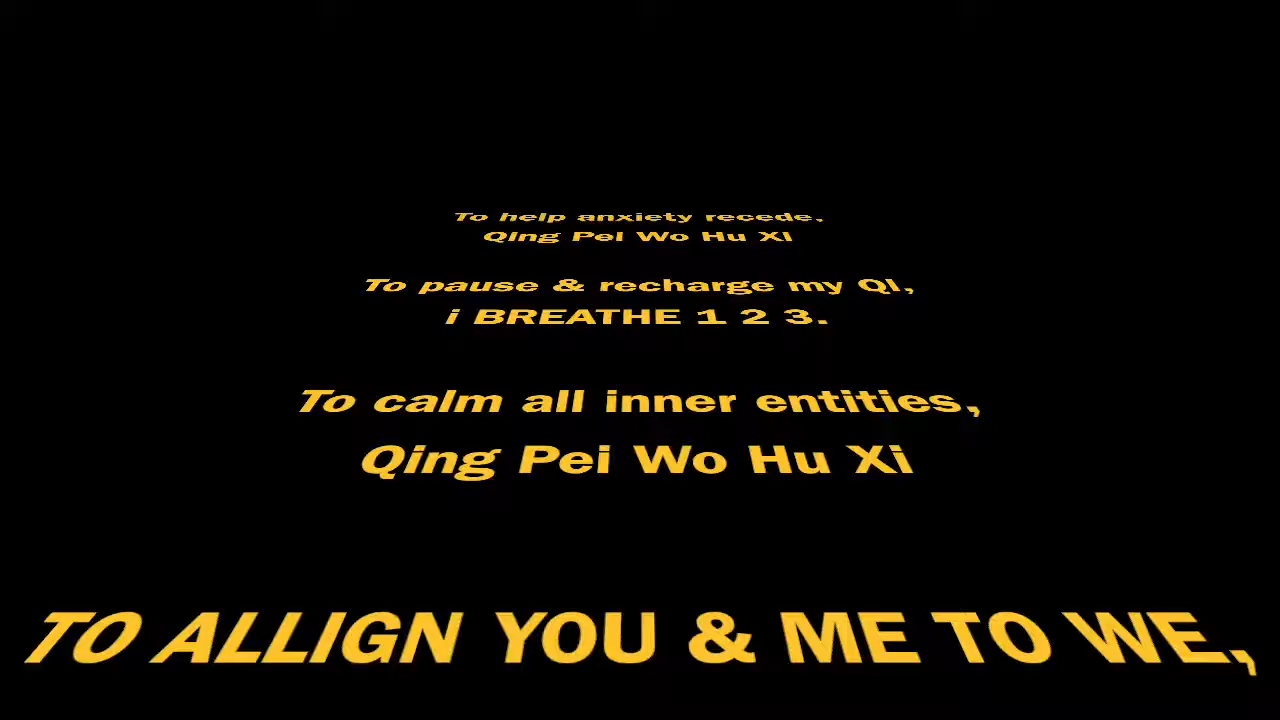 To help anxiety recede,
Qing Pei Wo Hu Xi
To pause & recharge my QI,
i BREATHE 1 2 3.
To calm all inner entities,
Qing Pei Wo Hu Xi
TO ALLIGN YOU & ME TO WE,